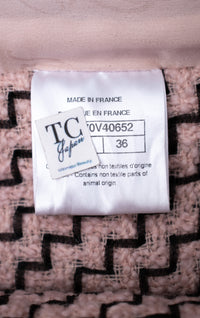 MADE IN FRANCE
E EN FRANCE
0V40652
36
TC
Japan
non textiles d'origine
Contains non textile parts of
animal origin